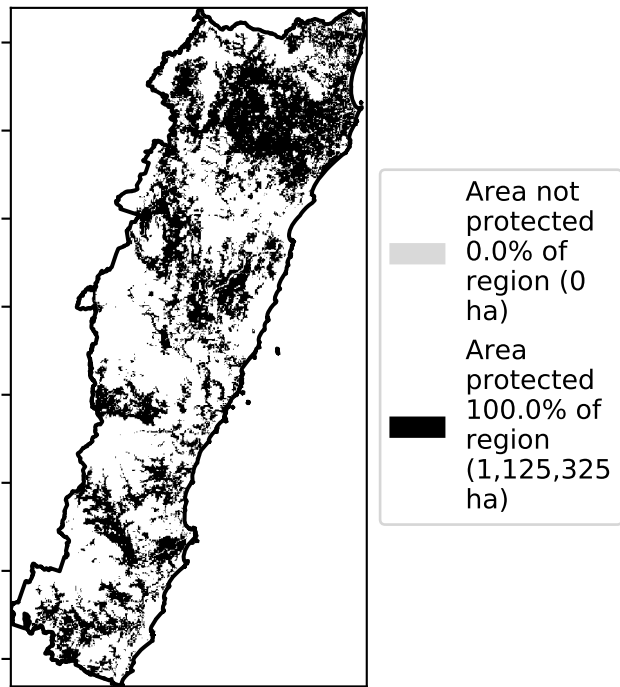 Area not
protected
0.0% of
region (0
ha)
Area
protected
100.0% of
region
(1,125,325
ha)